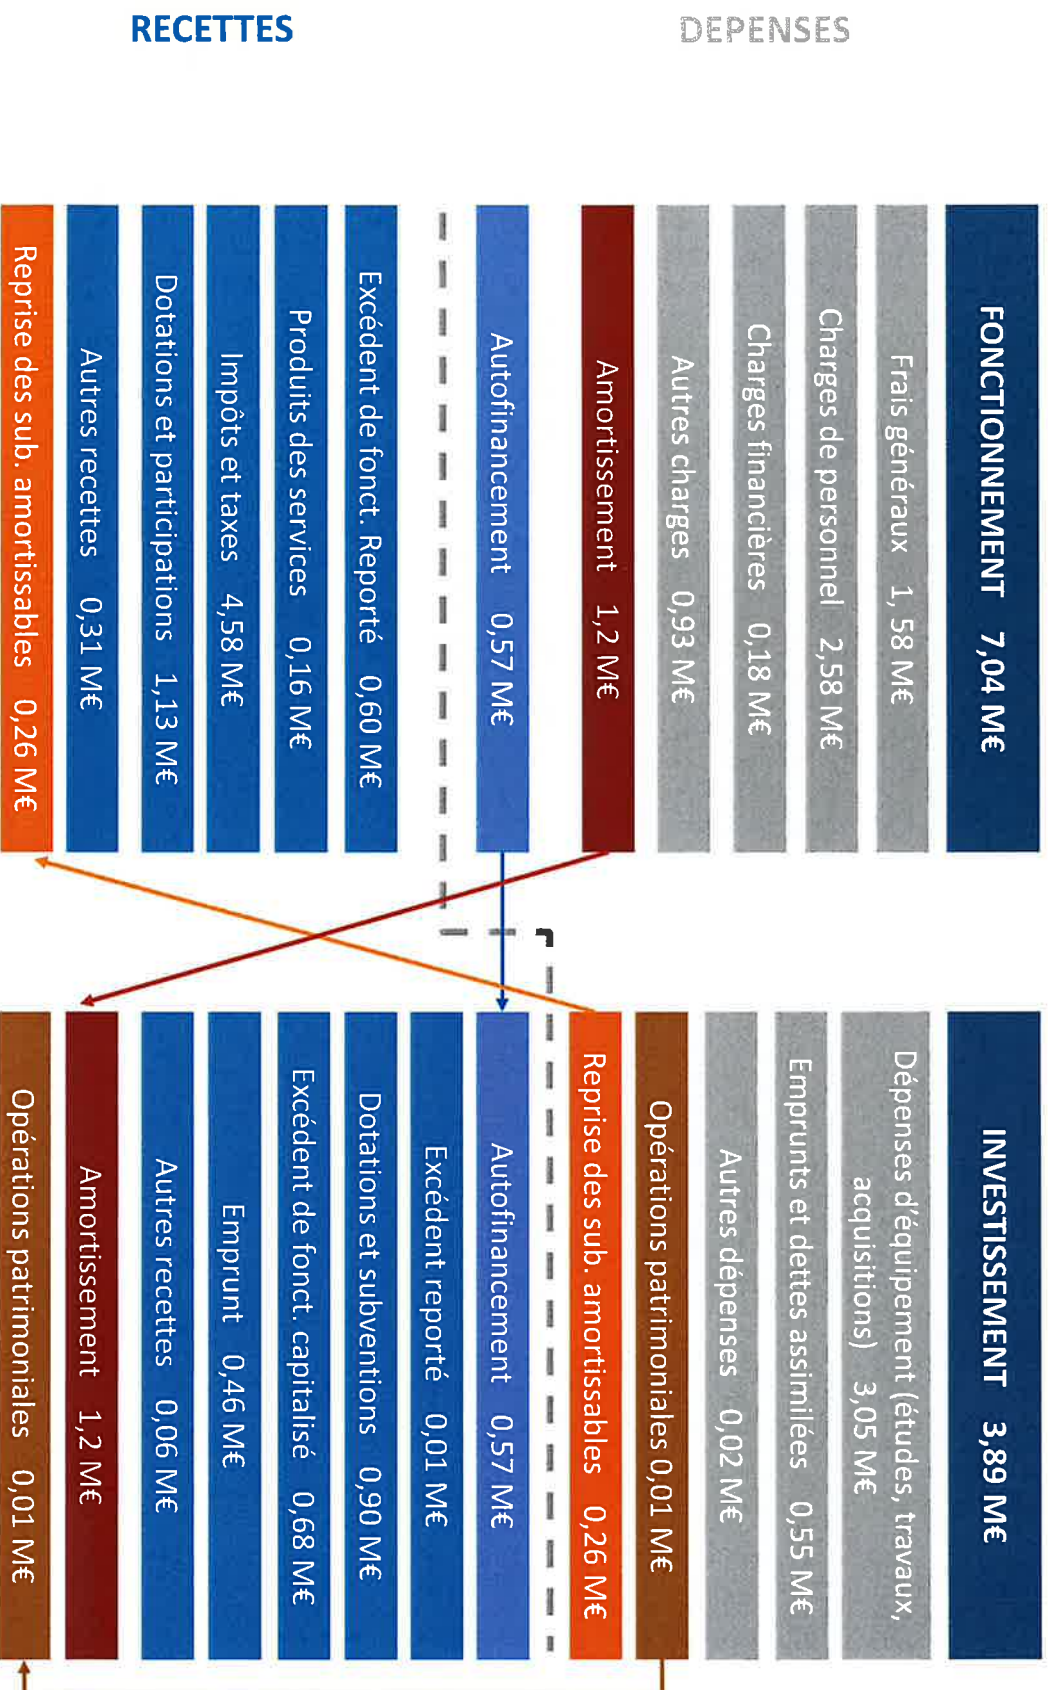 RECETTES
DEPENSES
FONCTIONNEMENT 7,04 M€
Frais généraux 1, 58 M€
Charges de personnel 2,58 M€
Charges financières 0,18 M€
Autres charges 0,93 M€
Amortissement 1,2 M€
Autofinancement 0,57 M€
Excédent de fonct. Reporté 0,60 M€
Produits des services 0,16 M€
Impôts et taxes 4,58 M€
Dotations et participations 1,13 M€
Autres recettes 0,31 M€
Reprise des sub. amortissables 0,26 M€
INVESTISSEMENT 3,89 M€
Dépenses d'équipement (études, travaux,
acquisitions) 3,05 M€
Emprunts et dettes assimilées 0,55 M€
Autres dépenses 0,02 M€
Opérations patrimoniales 0,01 M€
Reprise des sub. amortissables 0,26 M€
Autofinancement 0,57 M€
Excédent reporté 0,01 M€
Dotations et subventions 0,90 M€
Excédent de fonct. capitalisé 0,68 M€
Emprunt 0,46 M€
Autres recettes 0,06 M€
Amortissement 1,2 M€
Opérations patrimoniales 0,01 M€